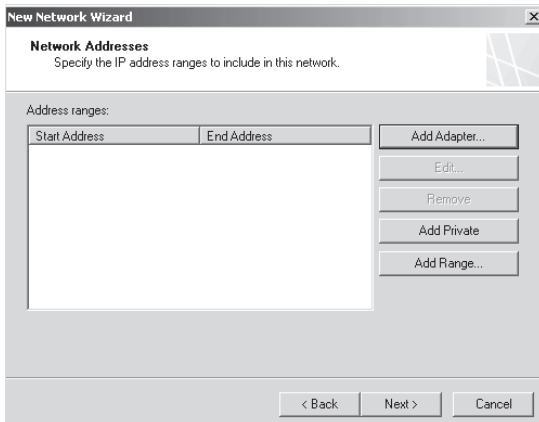 New Network Wizard
Network Addresses
Specify the IP address ranges to include in this network.
Address ranges:
Start Address End Address
Add Adapter...
Edit...
Remove
Add Private
Add Range...
< Back Next > Cancel